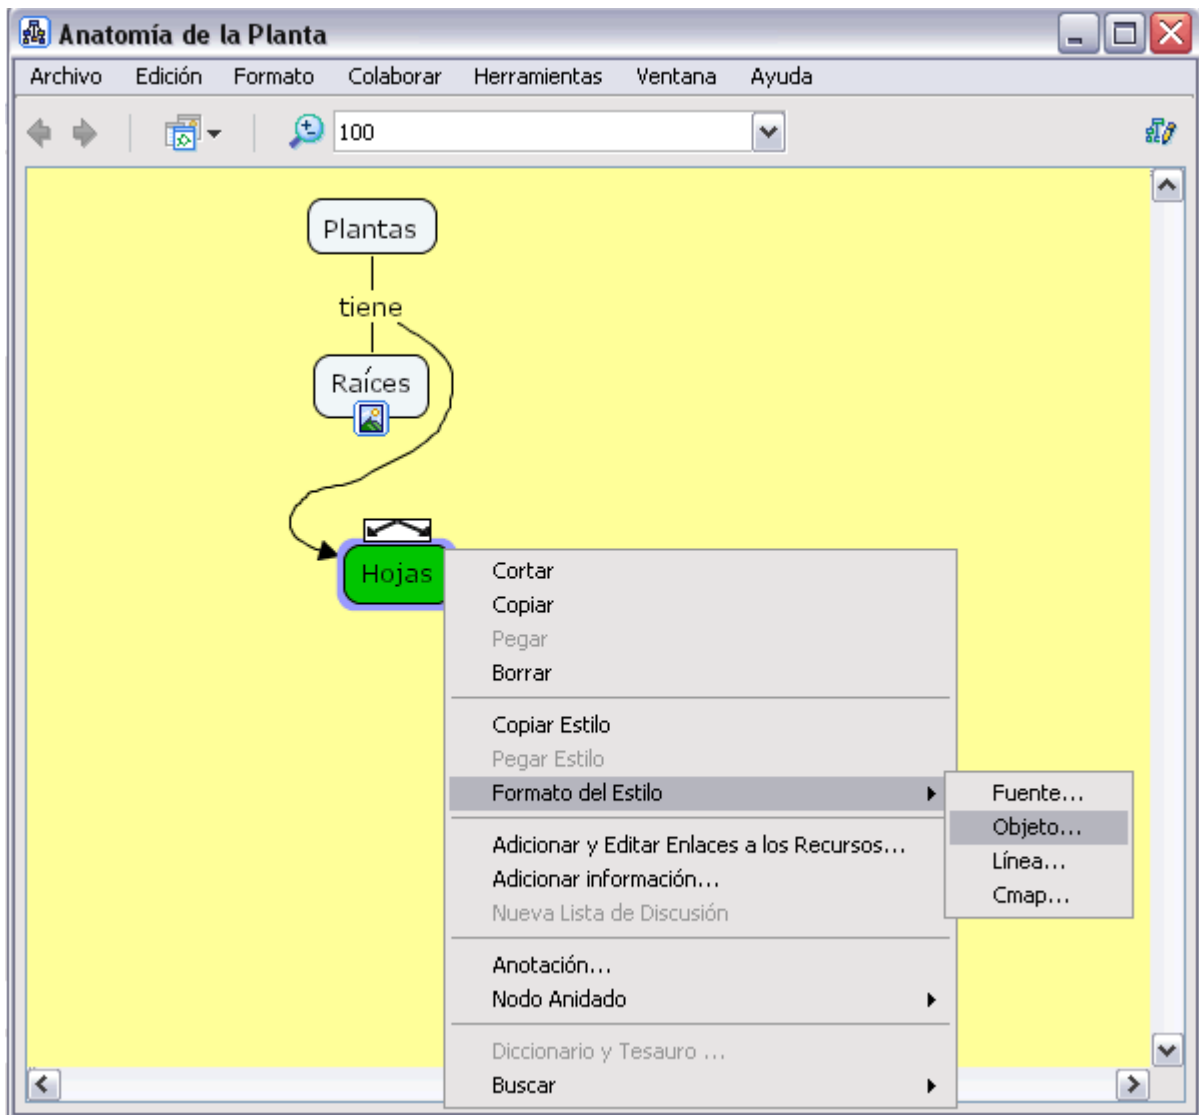 Anatomía de la Planta
Archivo Edición Formato Colaborar Herramientas Ventana Ayuda
100
Plantas
tiene
Raíces
Hojas
Cortar
Copiar
Pegar
Borrar
Copiar Estilo
Pegar Estilo
Formato del Estilo
Fuente...
Objeto...
Línea...
Cmap...
Adicionar y Editar Enlaces a los Recursos...
Adicionar información...
Nueva Lista de Discusión
Anotación...
Nodo Anidado
Diccionario y Tesauro ...
Buscar